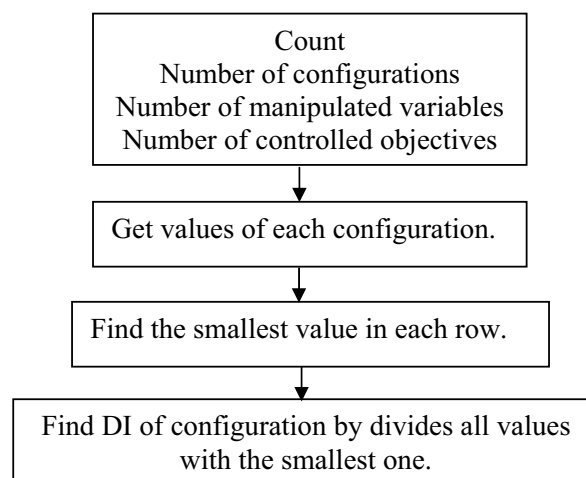 Count
Number of configurations
Number of manipulated variables
Number of controlled objectives
Get values of each configuration.
Find the smallest value in each row.
Find DI of configuration by divides all values
with the smallest one.